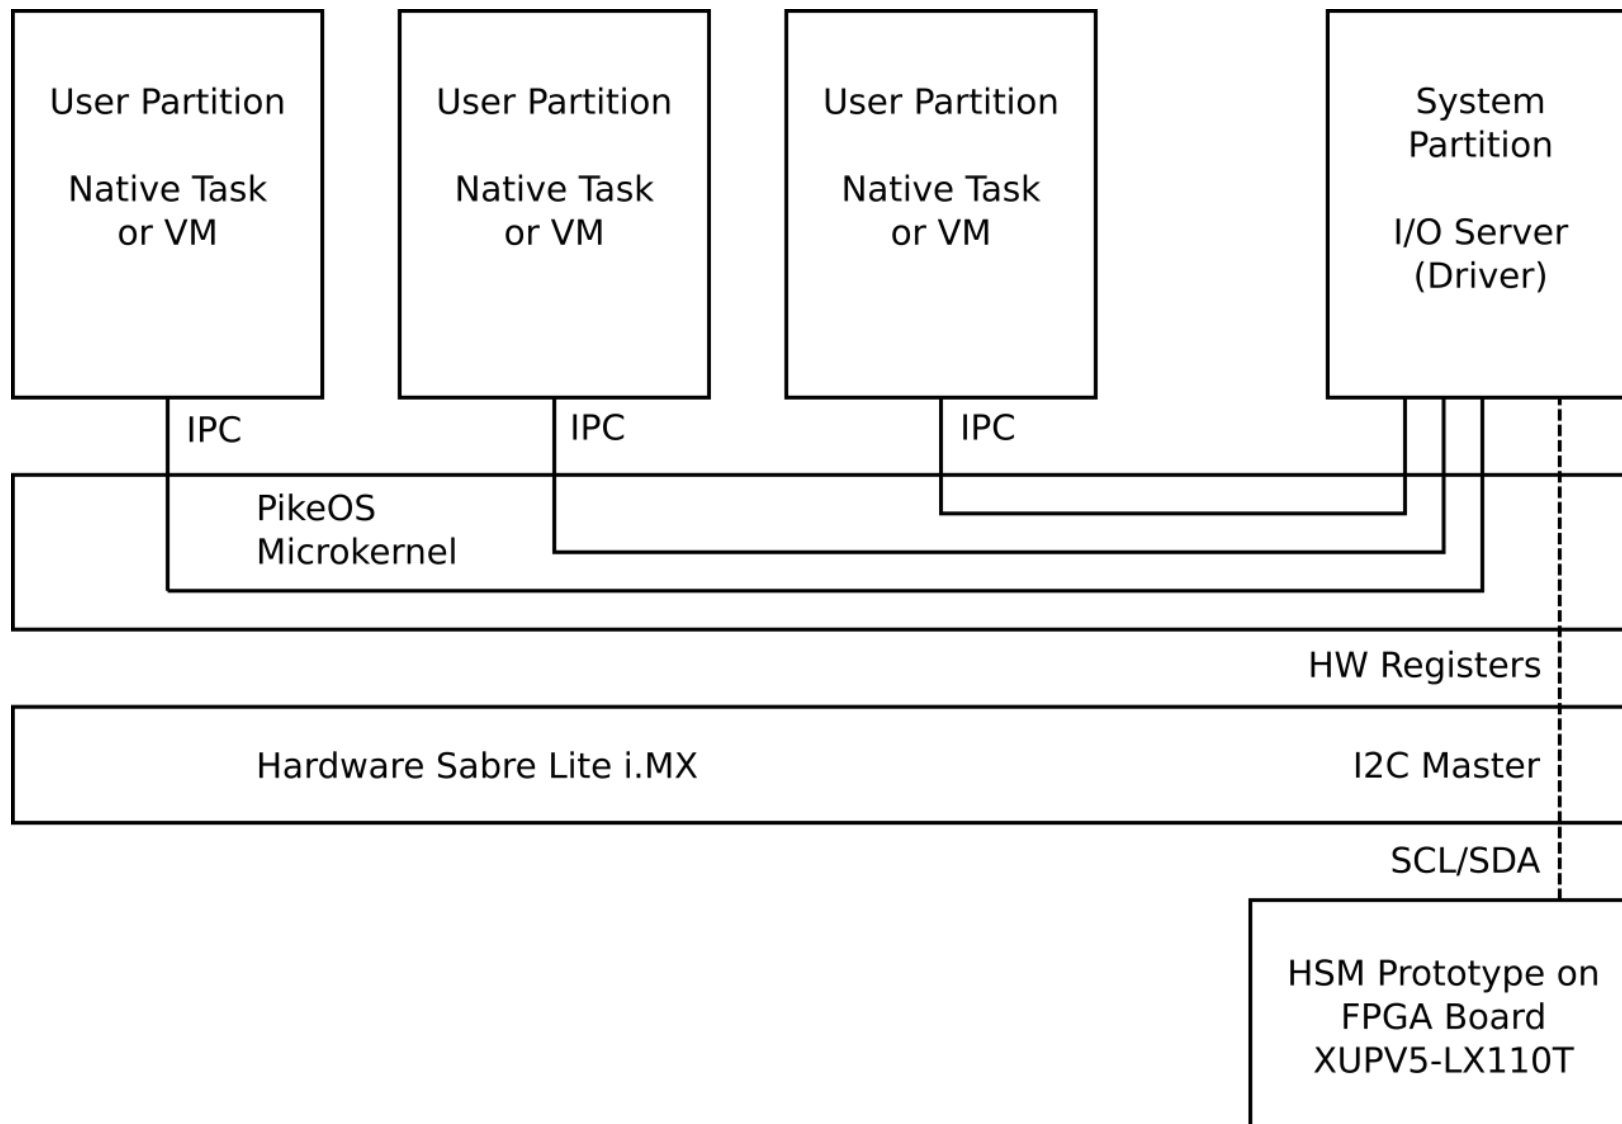 User Partition
Native Task
or VM
User Partition
Native Task
or VM
User Partition
Native Task
or VM
System
Partition
I/O Server
(Driver)
IPC
IPC
IPC
PikeOS
Microkernel
HW Registers
Hardware Sabre Lite i.MX
I2C Master
SCL/SDA
HSM Prototype on
FPGA Board
XUPV5-LX110T